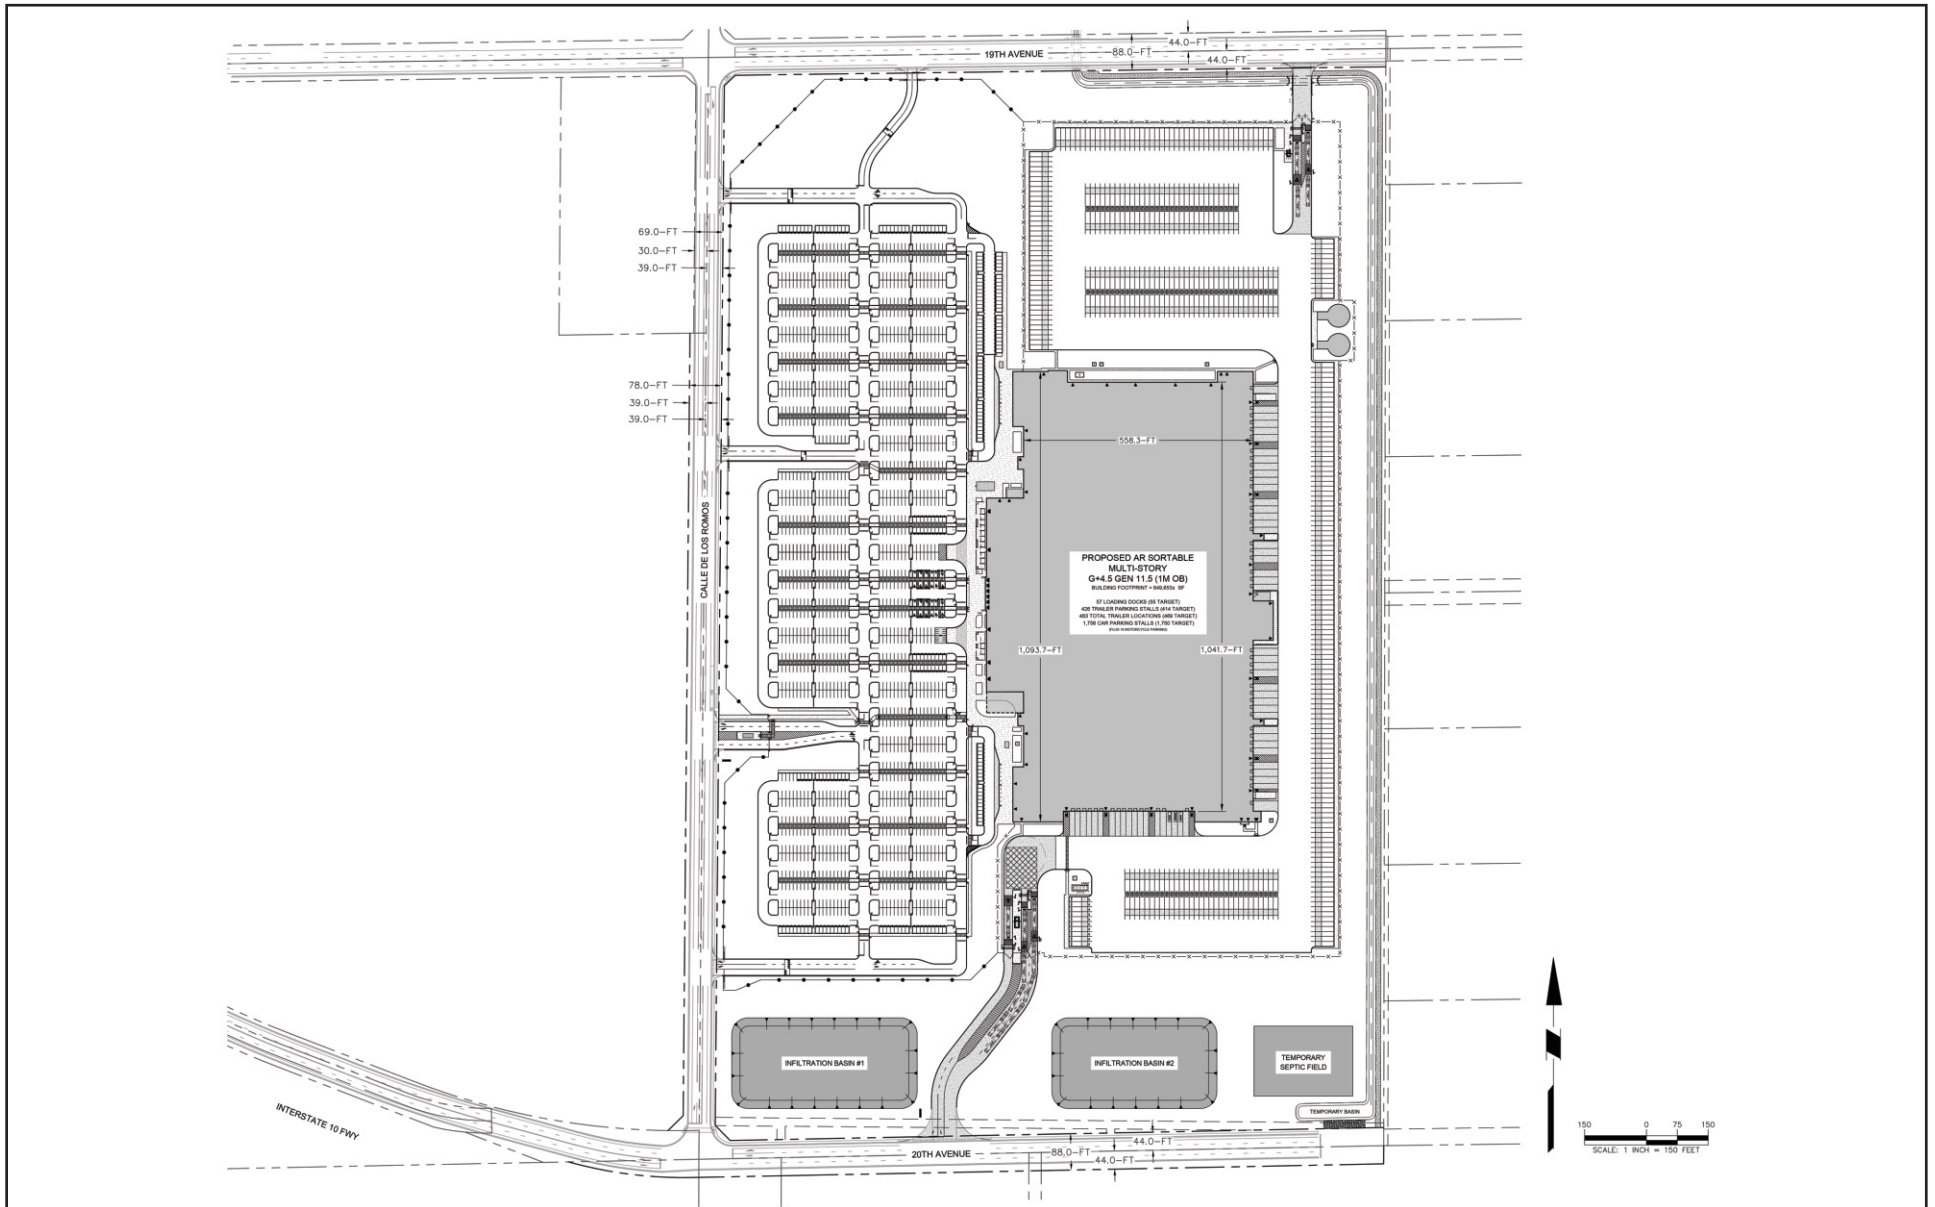 19TH AVENUE
44.0-FT
88.0-FT
44.0-FT
69.0-FT
30.0-FT
39.0-FT
78.0-FT
39.0-FT
39.0-FT
558.3-FT
CALLE DE LOS ROMOS
PROPOSED AR SORTABLE
MULTI-STORY
G+4.5 GEN 11.5 (1M OB)
BUILDING FOOTPRINT =
57 LOADING DOCKS (55 TARGET)
426 TRAILER PARKING STALLS (414 TARGET)
483 TOTAL TRAILER LOCATIONS (469 TARGET)
1,756 CAR PARKING STALLS (1,750 TARGET)
1,093.7-FT
1,041.7-FT
INFILTRATION BASIN #1
INFILTRATION BASIN #2
TEMPORARY
SEPTIC FIELD
TEMPORARY BASIN
INTERSTATE 10 FWY
20TH AVENUE
44.0-FT
88.0-FT
44.0-FT
150 0 75 150
SCALE: 1 INCH = 150 FEET